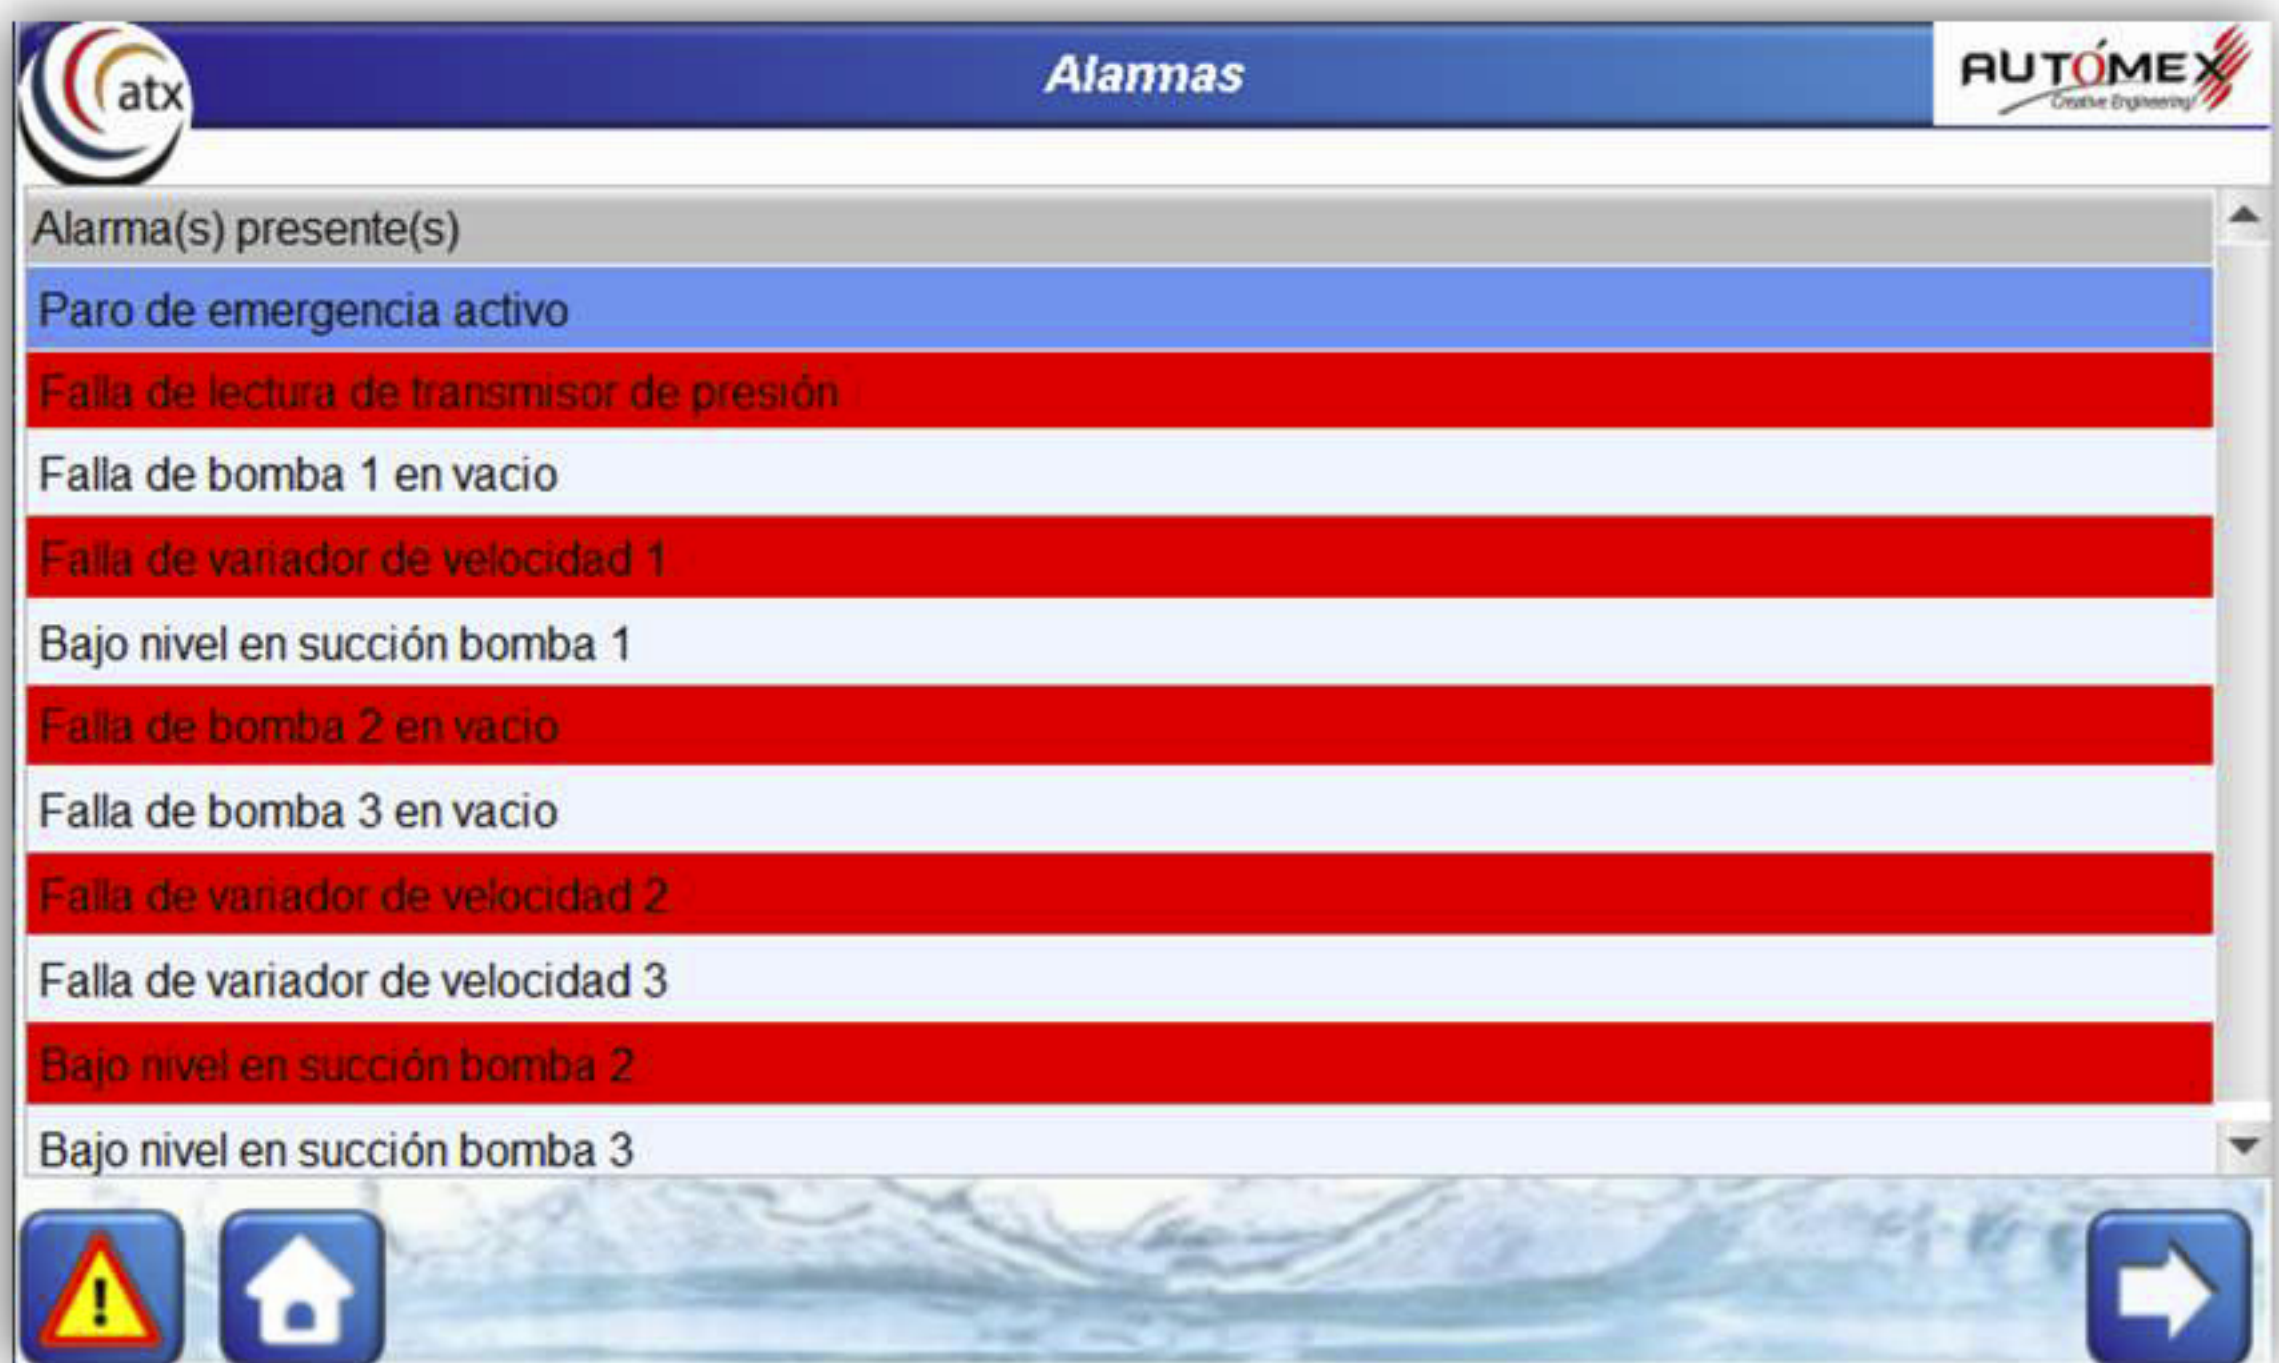 atx
Alarmas
AUTÓMEX
Creative Engineering!
Alarma(s) presente(s)
Paro de emergencia activo
Falla de lectura de transmisor de presión
Falla de bomba 1 en vacio
Falla de variador de velocidad 1
Bajo nivel en succión bomba 1
Falla de bomba 2 en vacio
Falla de bomba 3 en vacio
Falla de variador de velocidad 2
Falla de variador de velocidad 3
Bajo nivel en succión bomba 2
Bajo nivel en succión bomba 3
!